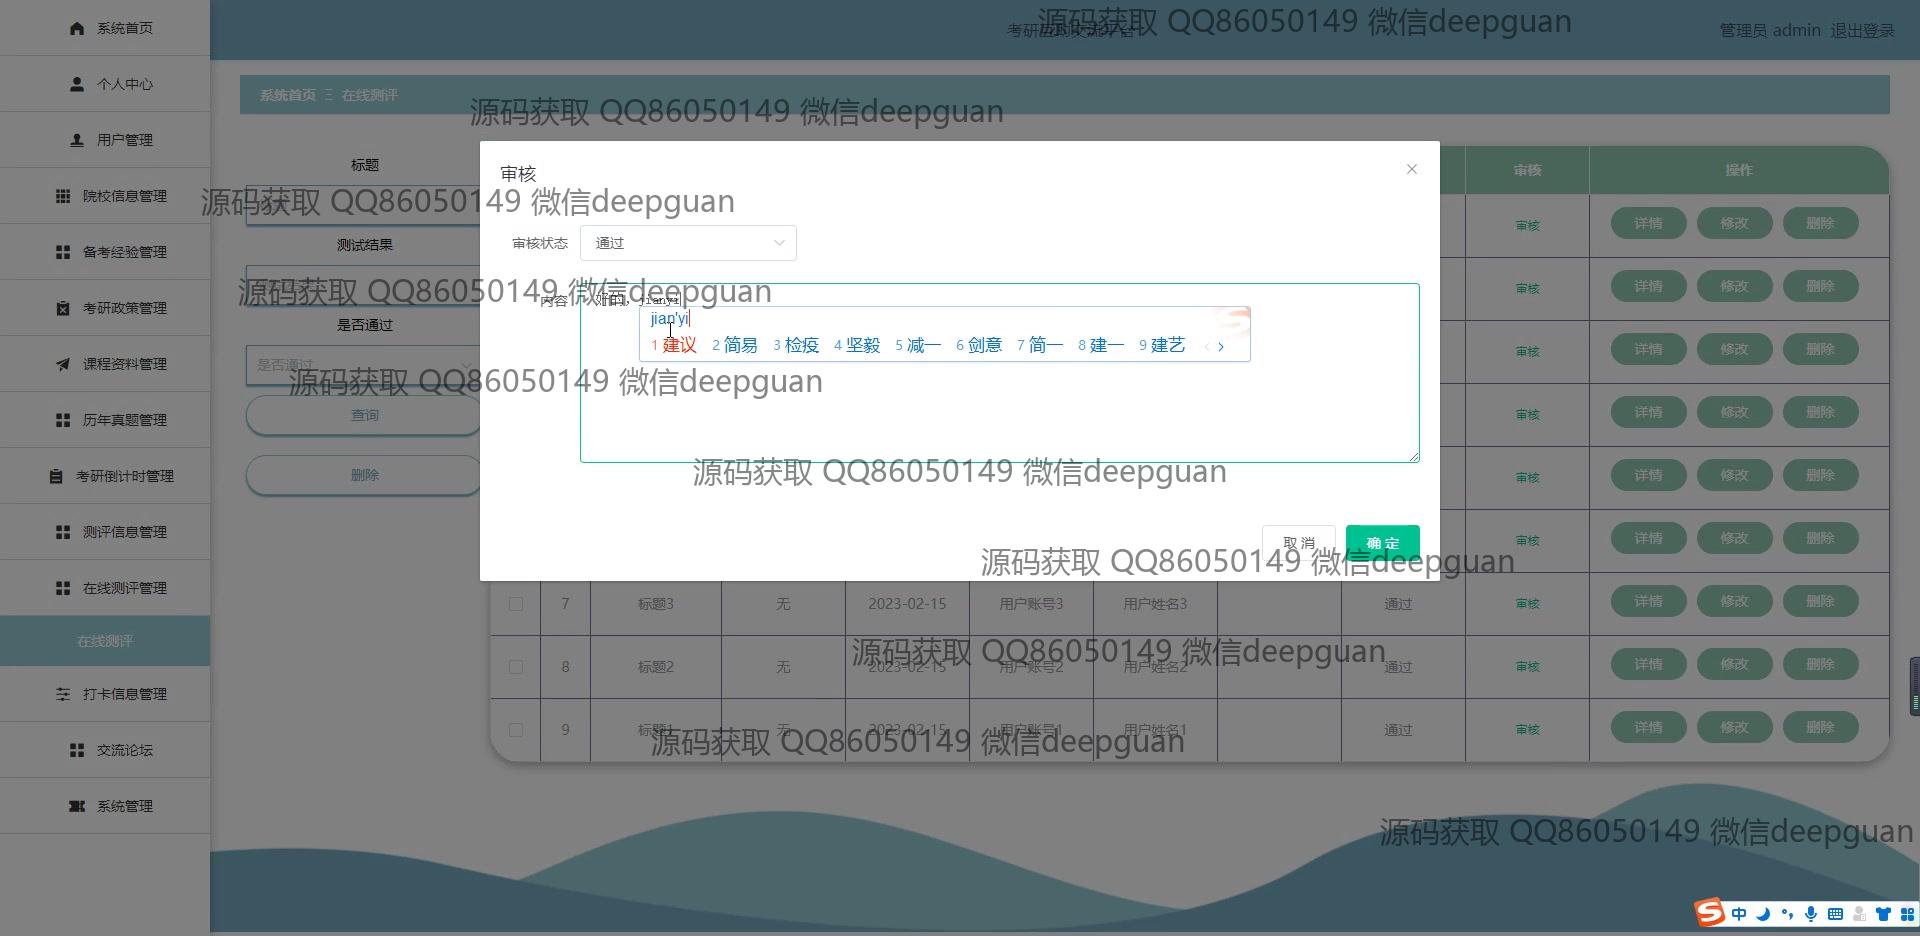 考研互助交流平台
管理员 admin 退出登录
源码获取 QQ86050149 微信deepguan
系统首页
个人中心
用户管理
院校信息管理
备考经验管理
考研政策管理
课程资料管理
历年真题管理
考研倒计时管理
测评信息管理
在线测评管理
在线测评
打卡信息管理
交流论坛
系统管理
系统首页 在线测评
源码获取 QQ86050149 微信deepguan
标题
测试结果
是否通过
是否通过
查询
删除
审核
源码获取 QQ86050149 微信deepguan
审核状态 通过
源码获取 QQ86050149 微信deepguan
内容 好的，jianyi
jian'yi
1 建议 2 简易 3 检疫 4 坚毅 5 减一 6 剑意 7 简一 8 建一 9 建艺
源码获取 QQ86050149 微信deepguan
源码获取 QQ86050149 微信deepguan
取消 确定
源码获取 QQ86050149 微信deepguan
审核 操作
审核 详情 修改 删除
审核 详情 修改 删除
审核 详情 修改 删除
审核 详情 修改 删除
审核 详情 修改 删除
审核 详情 修改 删除
7 标题3 无 2023-02-15 用户账号3 用户姓名3 通过 审核 详情 修改 删除
源码获取 QQ86050149 微信deepguan
8 标题2 无 2023-02-15 用户账号2 用户姓名2 通过 审核 详情 修改 删除
9 标题1 无 2023-02-15 用户账号1 用户姓名1 通过 审核 详情 修改 删除
源码获取 QQ86050149 微信deepguan
源码获取 QQ86050149 微信deepguan
中